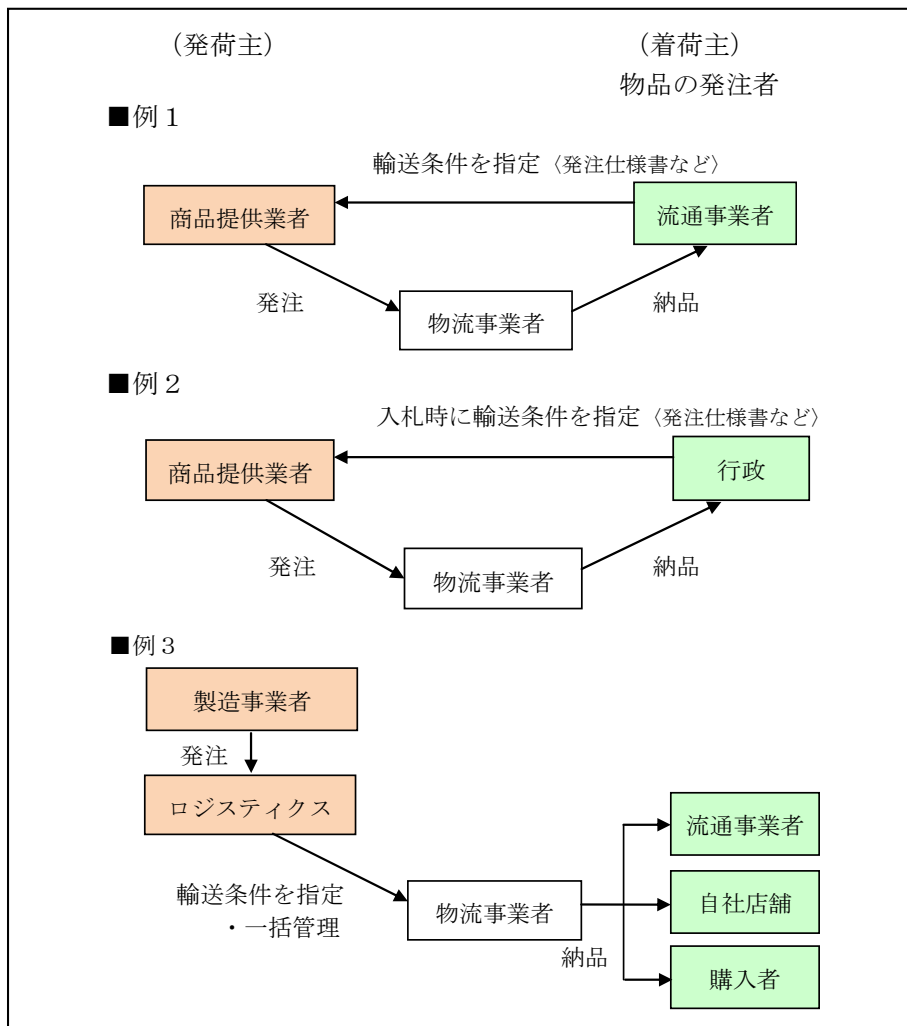 (発荷主)
(着荷主)
物品の発注者
■例1
輸送条件を指定〈発注仕様書など〉
商品提供業者
流通事業者
発注
物流事業者
納品
■例2
入札時に輸送条件を指定〈発注仕様書など〉
商品提供業者
行政
発注
物流事業者
納品
■例3
製造事業者
発注
ロジスティクス
流通事業者
輸送条件を指定
・一括管理
物流事業者
自社店舗
納品
購入者